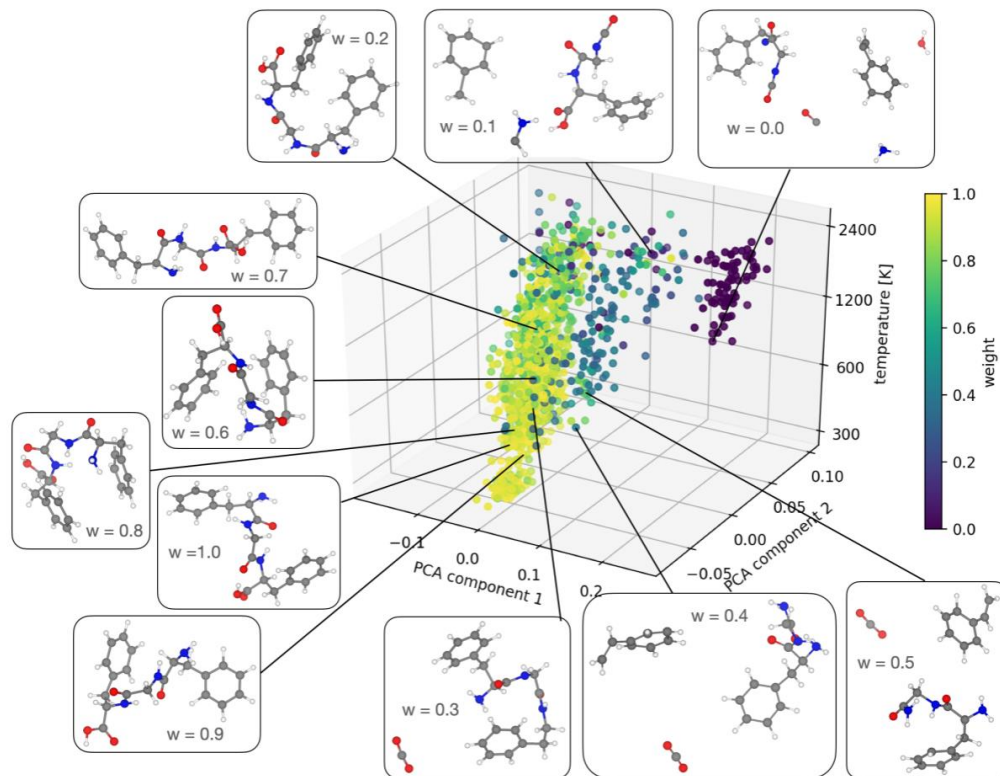 w = 0.2
w = 0.1
w = 0.0
w = 0.7
w = 0.6
w = 0.8
w =1.0
w = 0.9
w = 0.3
w = 0.4
w = 0.5
2400
1200
600
300
temperature [K]
−0.1
0.0
0.1
0.2
PCA component 1
0.10
0.05
0.00
−0.05
PCA component 2
1.0
0.8
0.6
0.4
0.2
0.0
weight